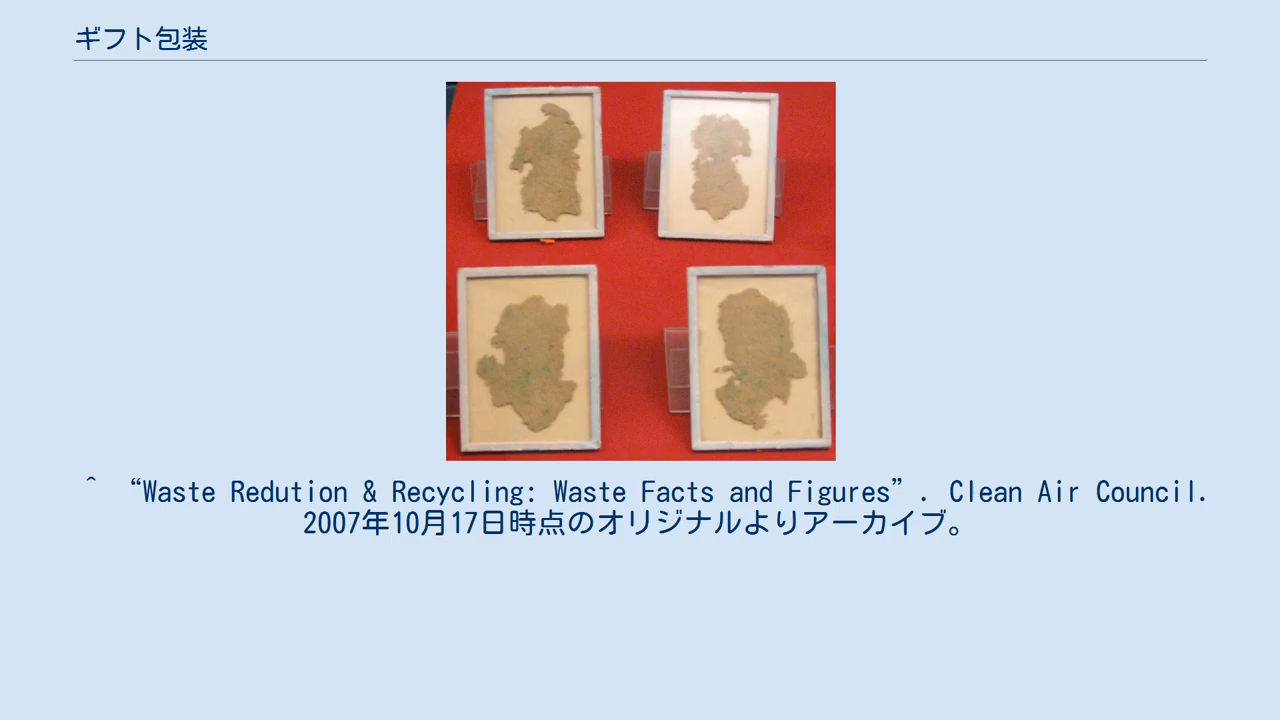 ギフト包装
^ “Waste Redution & Recycling: Waste Facts and Figures”. Clean Air Council.
2007年10月17日時点のオリジナルよりアーカイブ。